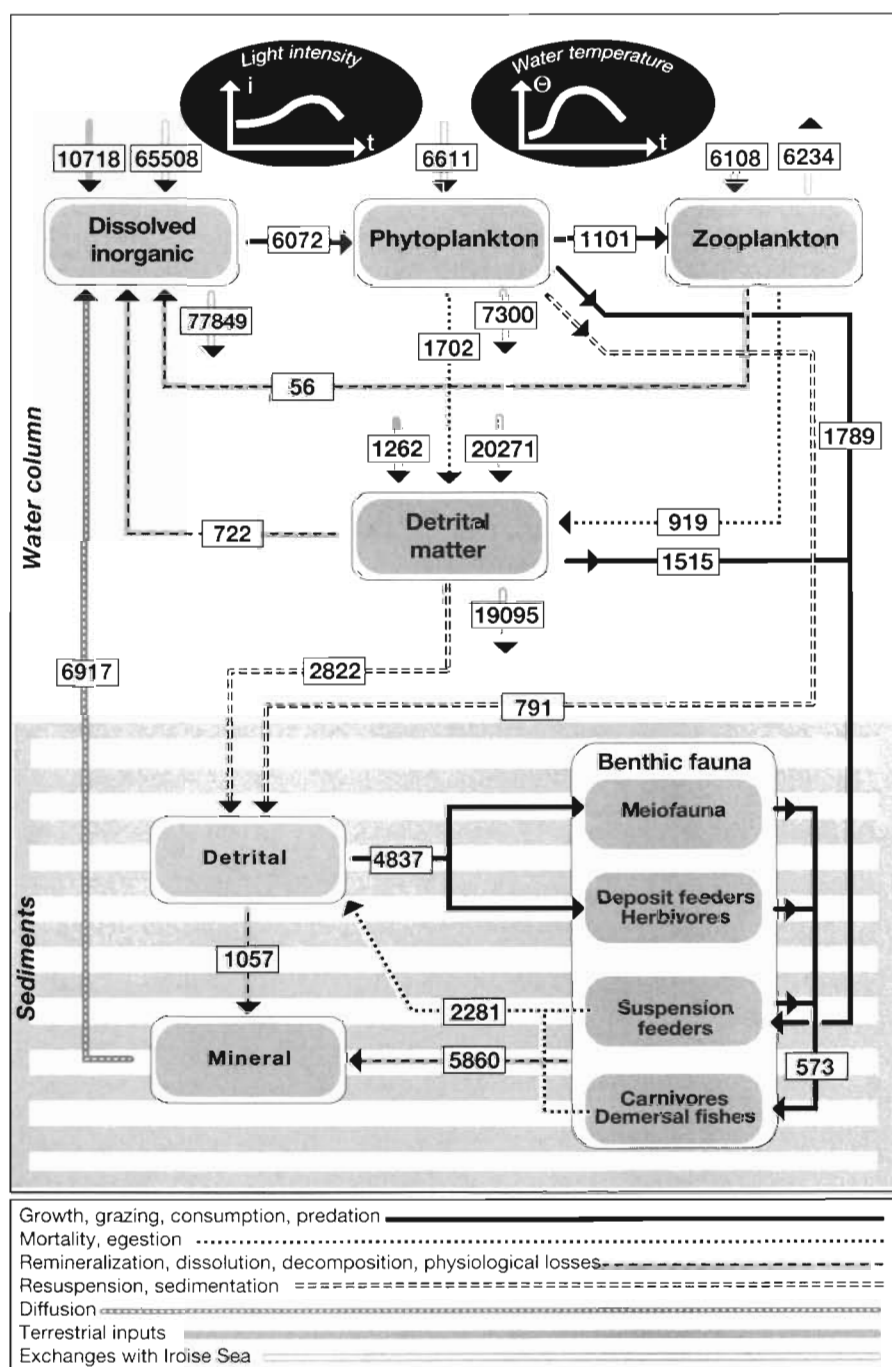 Light intensity
i
t
Water temperature
Θ
t
10718
65508
6611
6108
6234
Dissolved
inorganic
6072
Phytoplankton
1101
Zooplankton
77849
7300
1702
56
1789
1262
20271
Water column
Detrital
matter
919
722
1515
19095
2822
6917
791
Benthic fauna
Meiofauna
Detrital
4837
Deposit feeders
Herbivores
1057
Sediments
2281
Suspension
feeders
Mineral
5860
573
Carnivores
Demersal fishes
Growth, grazing, consumption, predation
Mortality, egestion
Remineralization, dissolution, decomposition, physiological losses
Resuspension, sedimentation
Diffusion
Terrestrial inputs
Exchanges with Iroise Sea